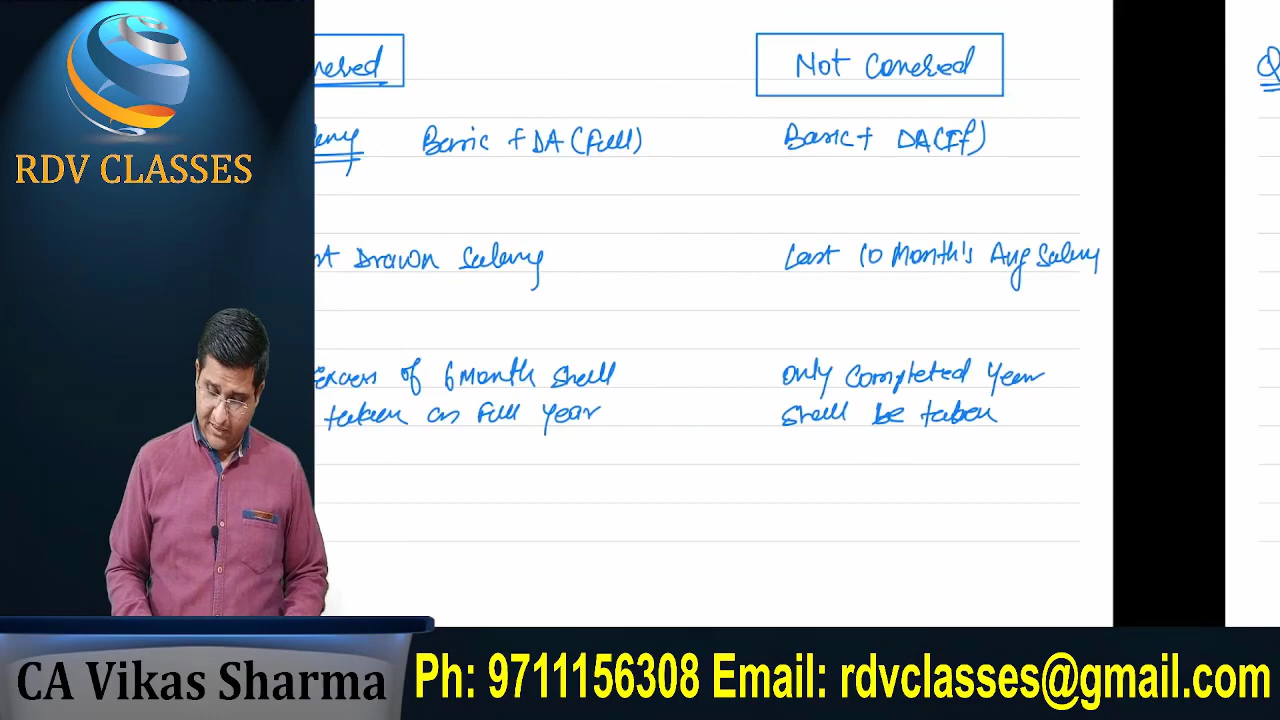 RDV CLASSES
Not Covered
Basic + DA (Full)
Basic + DA (If)
Drawn Salary
Last 10 Month's Avg Salary
Excess of 6 Month Shall
taken as Full Year
Only Completed Year
Shall be taken
CA Vikas Sharma
Ph: 9711156308 Email: rdvclasses@gmail.com